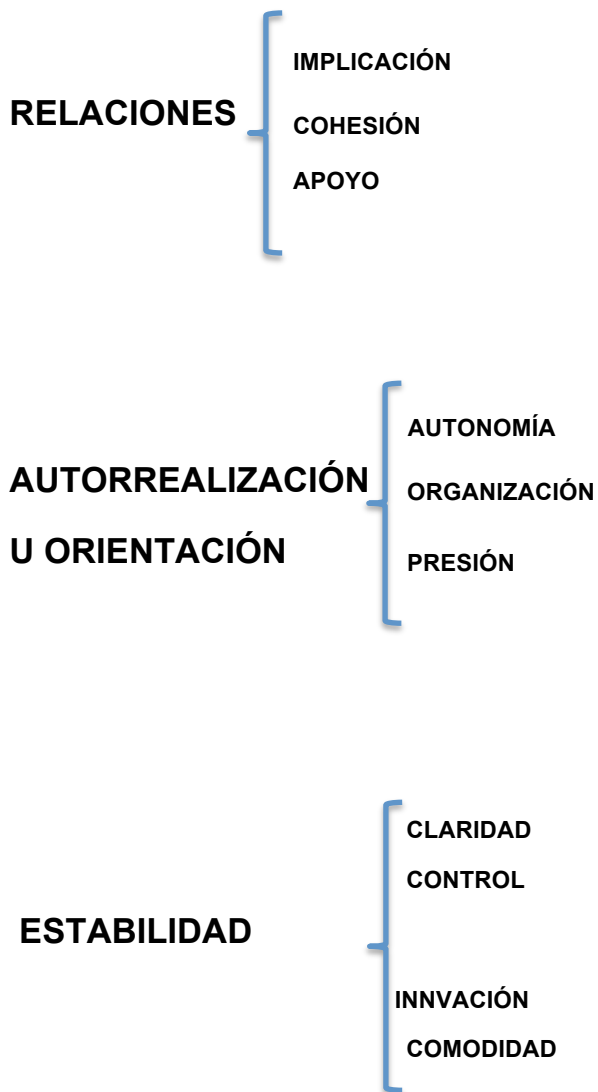 IMPLICACIÓN
RELACIONES
COHESIÓN
APOYO
AUTONOMÍA
AUTORREALIZACIÓN
ORGANIZACIÓN
U ORIENTACIÓN
PRESIÓN
CLARIDAD
CONTROL
ESTABILIDAD
INNVACIÓN
COMODIDAD